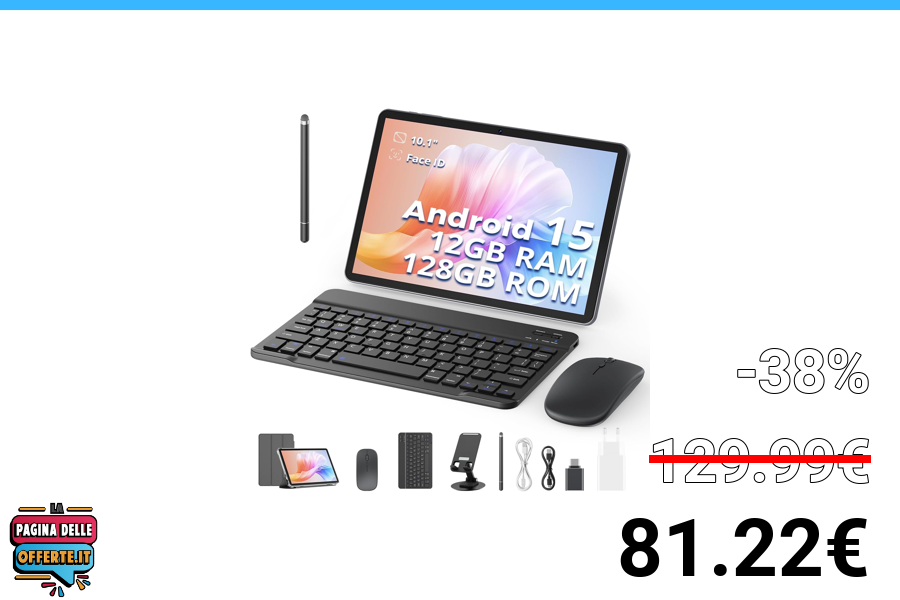 10.1"
Face ID
Android 15
12GB RAM
128GB ROM
-38%
129.99€
81.22€
LA
PAGINA DELLE
OFFERTE.IT